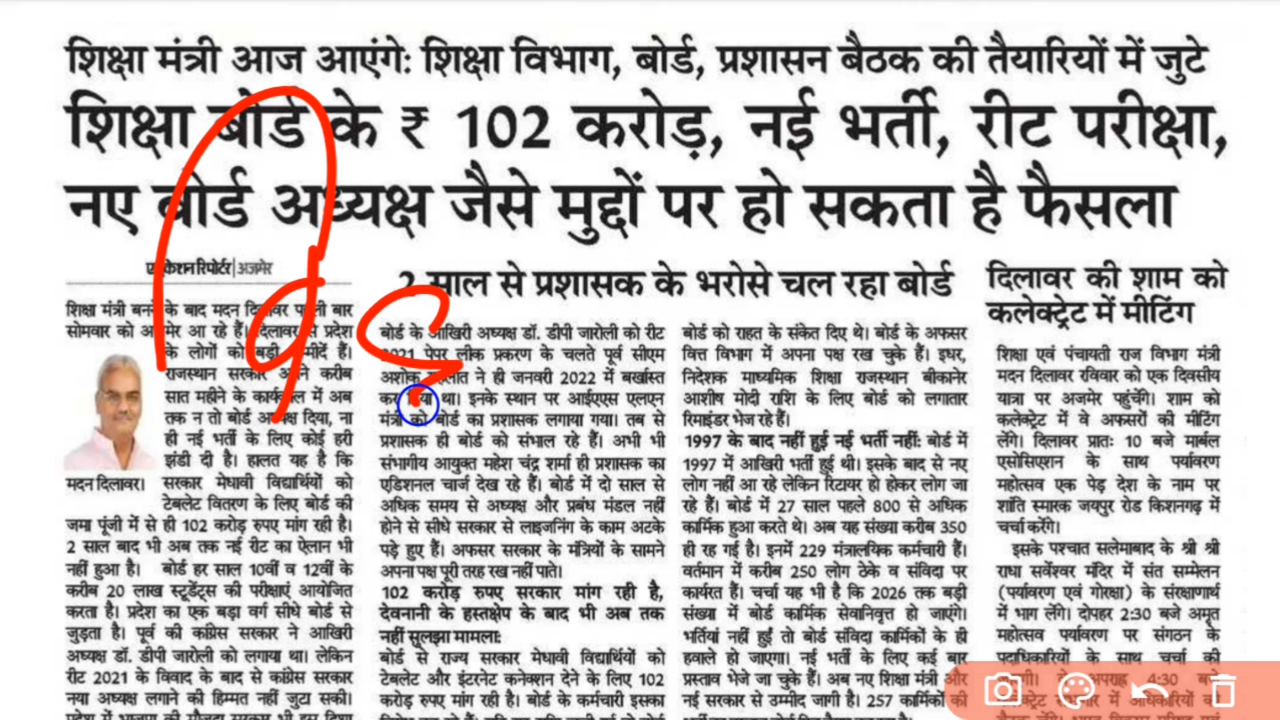 शिक्षा मंत्री आज आएंगे: शिक्षा विभाग, बोर्ड, प्रशासन बैठक की तैयारियों में जुटे
शिक्षा बोर्ड के ₹ 102 करोड़, नई भर्ती, रीट परीक्षा,
नए बोर्ड अध्यक्ष जैसे मुद्दों पर हो सकता है फैसला
एजुकेशन रिपोर्टर|अजमेर
शिक्षा मंत्री बनने के बाद मदन दिलावर पहली बार
सोमवार को अजमेर आ रहे हैं। दिलावर से प्रदेश
के लोगों को बड़ी उम्मीदें हैं।
राजस्थान सरकार अपने करीब
सात महीने के कार्यकाल में अब
तक न तो बोर्ड अध्यक्ष दिया, ना
ही नई भर्ती के लिए कोई हरी
झंडी दी है। हालत यह है कि
मदन दिलावर।
सरकार मेधावी विद्यार्थियों को
टेबलेट वितरण के लिए बोर्ड की
जमा पूंजी में से ही 102 करोड़ रुपए मांग रही है।
2 साल बाद भी अब तक नई रीट का ऐलान भी
नहीं हुआ है। बोर्ड हर साल 10वीं व 12वीं के
करीब 20 लाख स्टूडेंट्स की परीक्षाएं आयोजित
करता है। प्रदेश का एक बड़ा वर्ग सीधे बोर्ड से
जुड़ता है। पूर्व की कांग्रेस सरकार ने आखिरी
अध्यक्ष डॉ. डीपी जारोली को लगाया था। लेकिन
रीट 2021 के विवाद के बाद से कांग्रेस सरकार
नया अध्यक्ष लगाने की हिम्मत नहीं जुटा सकी।
2 साल से प्रशासक के भरोसे चल रहा बोर्ड
बोर्ड के आखिरी अध्यक्ष डॉ. डीपी जारोली को रीट
2021 पेपर लीक प्रकरण के चलते पूर्व सीएम
अशोक गहलोत ने ही जनवरी 2022 में बर्खास्त
कर दिया था। इनके स्थान पर आईएएस एलएन
मंत्री को बोर्ड का प्रशासक लगाया गया। तब से
प्रशासक ही बोर्ड को संभाल रहे हैं। अभी भी
संभागीय आयुक्त महेश चंद्र शर्मा ही प्रशासक का
एडिशनल चार्ज देख रहे हैं। बोर्ड में दो साल से
अधिक समय से अध्यक्ष और प्रबंध मंडल नहीं
होने से सीधे सरकार से लाइजनिंग के काम अटके
पड़े हुए हैं। अफसर सरकार के मंत्रियों के सामने
अपना पक्ष पूरी तरह रख नहीं पाते।
102 करोड़ रुपए सरकार मांग रही है,
देवनानी के हस्तक्षेप के बाद भी अब तक
नहीं सुलझा मामला:
बोर्ड से राज्य सरकार मेधावी विद्यार्थियों को
टेबलेट और इंटरनेट कनेक्शन देने के लिए 102
करोड़ रुपए मांग रही है। बोर्ड के कर्मचारी इसका
बोर्ड को राहत के संकेत दिए थे। बोर्ड के अफसर
वित्त विभाग में अपना पक्ष रख चुके हैं। इधर,
निदेशक माध्यमिक शिक्षा राजस्थान बीकानेर
आशीष मोदी राशि के लिए बोर्ड को लगातार
रिमाइंडर भेज रहे हैं।
1997 के बाद नहीं हुई नई भर्ती नहीं: बोर्ड में
1997 में आखिरी भर्ती हुई थी। इसके बाद से नए
लोग नहीं आ रहे लेकिन रिटायर हो होकर लोग जा
रहे हैं। बोर्ड में 27 साल पहले 800 से अधिक
कार्मिक हुआ करते थे। अब यह संख्या करीब 350
ही रह गई है। इनमें 229 मंत्रालयिक कर्मचारी हैं।
वर्तमान में करीब 250 लोग ठेके व संविदा पर
कार्यरत हैं। चर्चा यह भी है कि 2026 तक बड़ी
संख्या में बोर्ड कार्मिक सेवानिवृत्त हो जाएंगे।
भर्तियां नहीं हुईं तो बोर्ड संविदा कार्मिकों के ही
हवाले हो जाएगा। नई भर्ती के लिए कई बार
प्रस्ताव भेजे जा चुके हैं। अब नए शिक्षा मंत्री और
नई सरकार से उम्मीद जागी है। 257 कार्मिकों की
दिलावर की शाम को
कलेक्ट्रेट में मीटिंग
शिक्षा एवं पंचायती राज विभाग मंत्री
मदन दिलावर रविवार को एक दिवसीय
यात्रा पर अजमेर पहुंचेंगे। शाम को
कलेक्ट्रेट में वे अफसरों की मीटिंग
लेंगे। दिलावर प्रातः 10 बजे मार्बल
एसोसिएशन के साथ पर्यावरण
महोत्सव एक पेड़ देश के नाम पर
शांति स्मारक जयपुर रोड किशनगढ़ में
चर्चा करेंगे।
इसके पश्चात सलेमाबाद के श्री श्री
राधा सर्वेश्वर मंदिर में संत सम्मेलन
(पर्यावरण एवं गोरक्षा) के संरक्षणार्थ
में भाग लेंगे। दोपहर 2:30 बजे अमृत
महोत्सव पर्यावरण पर संगठन के
पदाधिकारियों के साथ चर्चा की
4:30